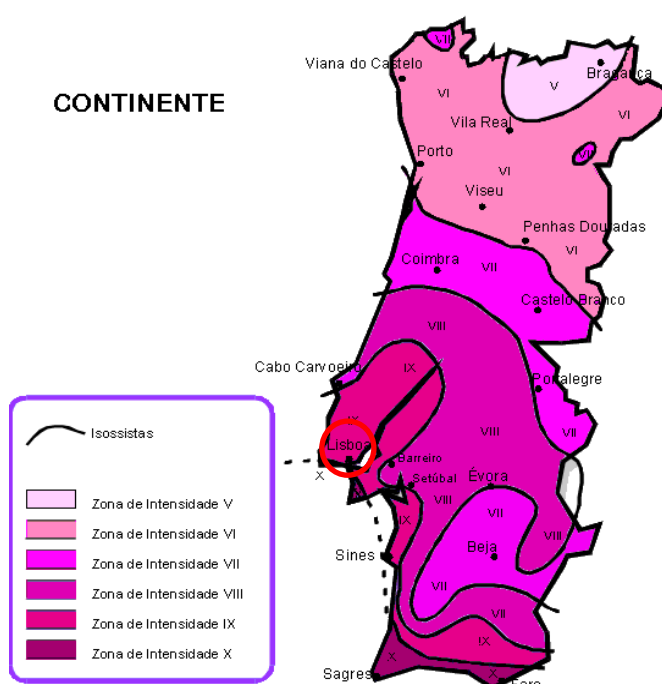 VII
Viana do Castelo
Bragança
V
CONTINENTE
VI
VI
Vila Real
Porto
VII
VI
Viseu
Penhas Douradas
VI
Coimbra
VII
Castelo Branco
VIII
Cabo Carvoeiro
IX
Portalegre
IX
VII
VIII
Lisboa
Barreiro
X
Setúbal
Évora
VIII
VII
IX
VIII
Sines
Beja
VII
VII
IX
X
X
Sagres
Faro
Isossistas
Zona de Intensidade V
Zona de Intensidade VI
Zona de Intensidade VII
Zona de Intensidade VIII
Zona de Intensidade IX
Zona de Intensidade X